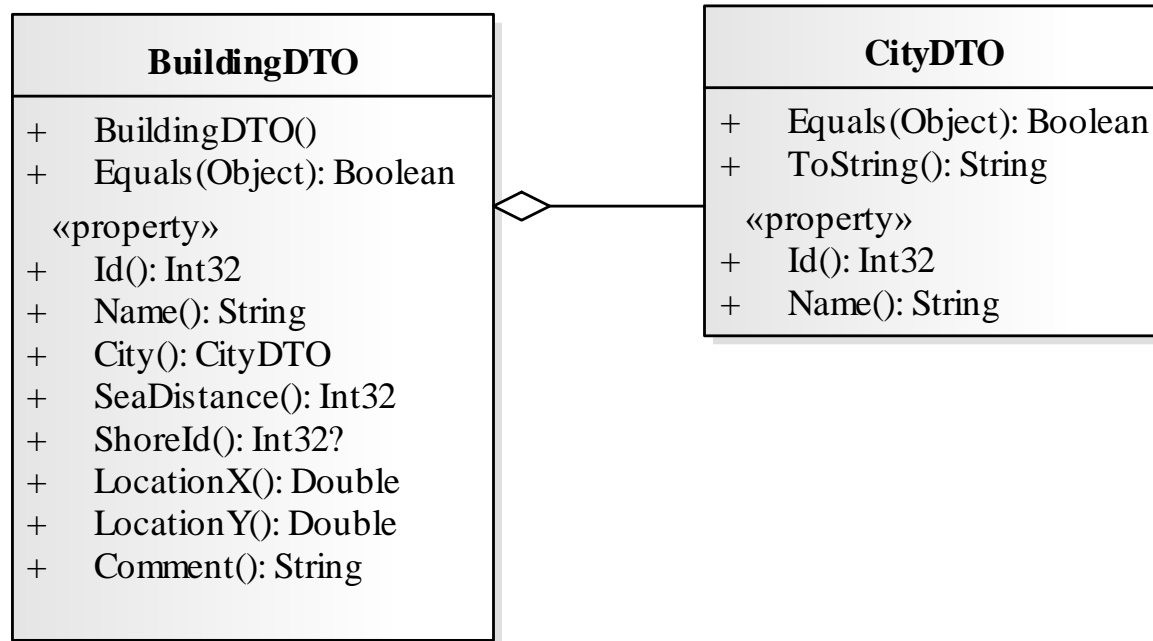 BuildingDTO
+ BuildingDTO()
+ Equals(Object): Boolean
«property»
+ Id(): Int32
+ Name(): String
+ City(): CityDTO
+ SeaDistance(): Int32
+ ShoreId(): Int32?
+ LocationX(): Double
+ LocationY(): Double
+ Comment(): String
CityDTO
+ Equals(Object): Boolean
+ ToString(): String
«property»
+ Id(): Int32
+ Name(): String